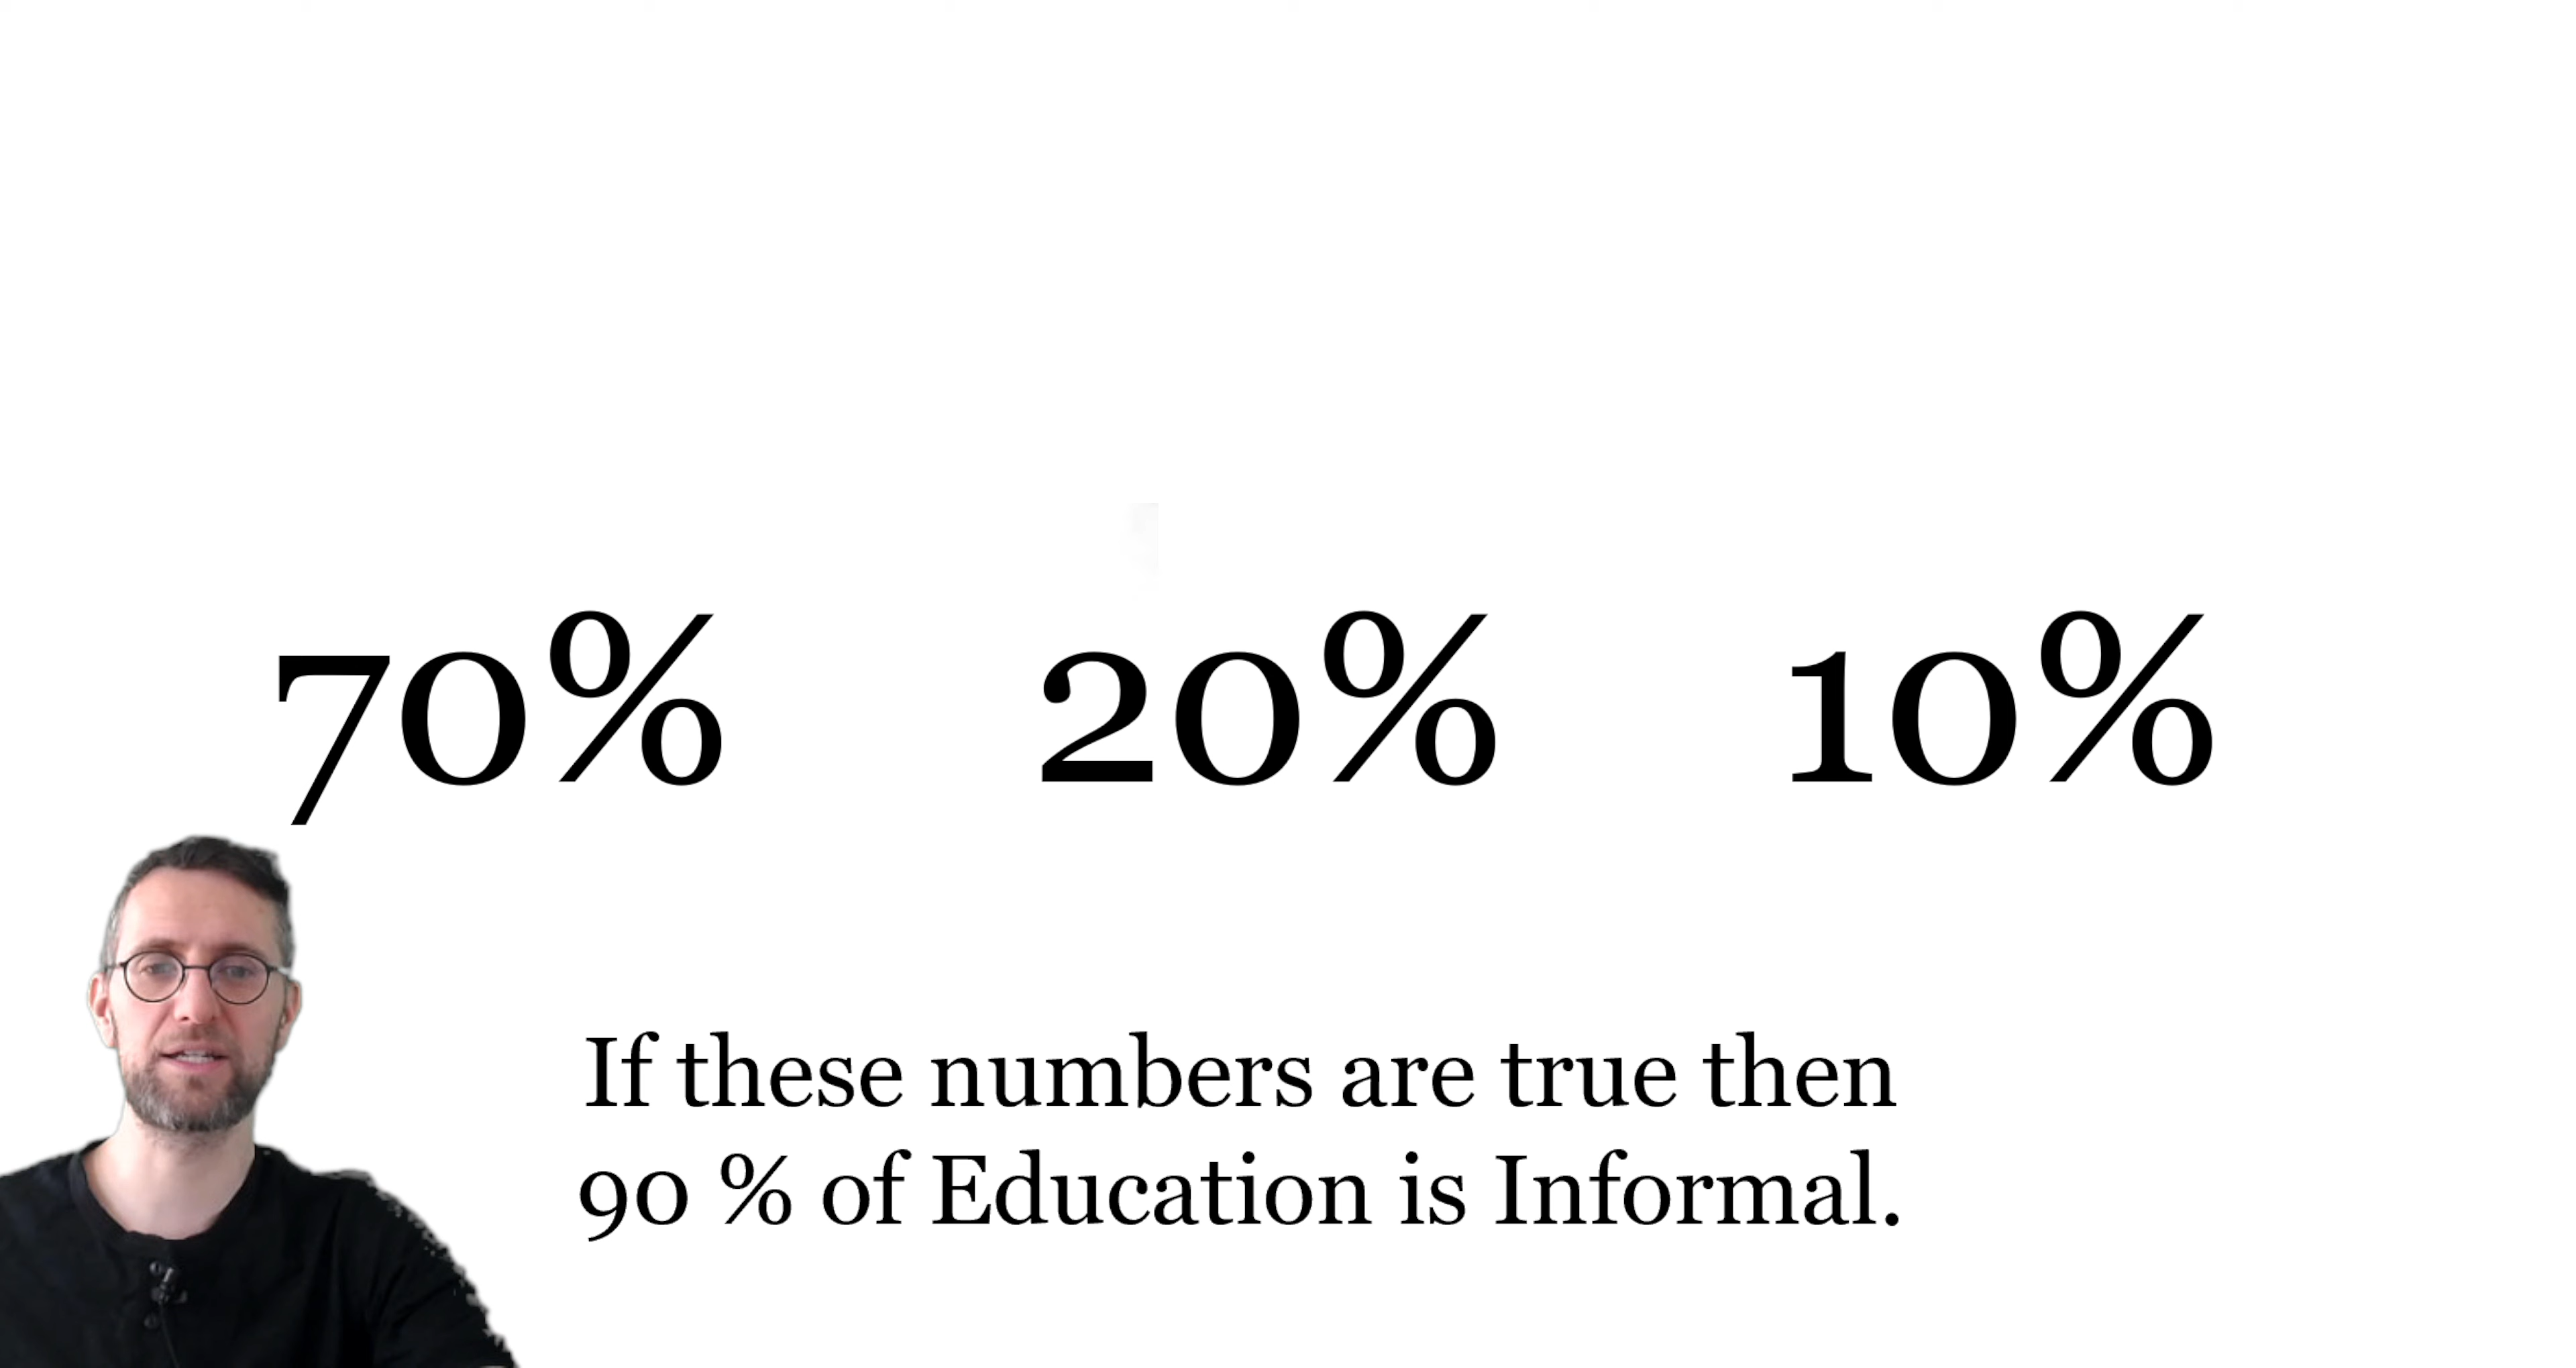 70% 20% 10%
If these numbers are true then
90 % of Education is Informal.